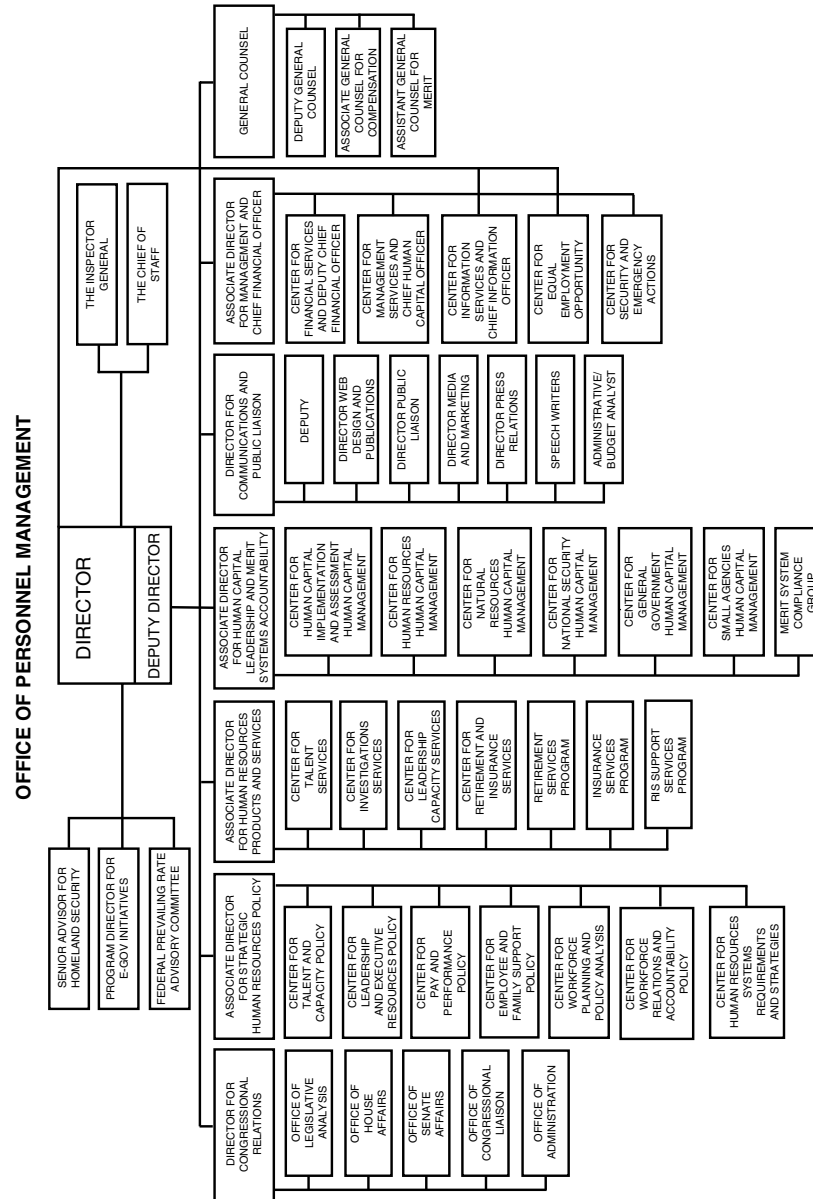 OFFICE OF PERSONNEL MANAGEMENT
DIRECTOR
DEPUTY DIRECTOR
SENIOR ADVISOR FOR
HOMELAND SECURITY
PROGRAM DIRECTOR FOR
E-GOV INITIATIVES
FEDERAL PREVAILING RATE
ADVISORY COMMITTEE
THE INSPECTOR
GENERAL
THE CHIEF OF
STAFF
DIRECTOR FOR
CONGRESSIONAL
RELATIONS
OFFICE OF
LEGISLATIVE
ANALYSIS
OFFICE OF
HOUSE
AFFAIRS
OFFICE OF
SENATE
AFFAIRS
OFFICE OF
CONGRESSIONAL
LIAISON
OFFICE OF
ADMINISTRATION
ASSOCIATE DIRECTOR
FOR STRATEGIC
HUMAN RESOURCES POLICY
CENTER FOR
TALENT AND
CAPACITY POLICY
CENTER FOR
LEADERSHIP
AND EXECUTIVE
RESOURCES POLICY
CENTER FOR
PAY AND
PERFORMANCE
POLICY
CENTER FOR
EMPLOYEE AND
FAMILY SUPPORT
POLICY
CENTER FOR
WORKFORCE
PLANNING AND
POLICY ANALYSIS
CENTER FOR
WORKFORCE
RELATIONS AND
ACCOUNTABILITY
POLICY
CENTER FOR
HUMAN RESOURCES
SYSTEMS
REQUIREMENTS
AND STRATEGIES
ASSOCIATE DIRECTOR
FOR HUMAN RESOURCES
PRODUCTS AND SERVICES
CENTER FOR
TALENT
SERVICES
CENTER FOR
INVESTIGATIONS
SERVICES
CENTER FOR
LEADERSHIP
CAPACITY SERVICES
CENTER FOR
RETIREMENT AND
INSURANCE
SERVICES
RETIREMENT
SERVICES
PROGRAM
INSURANCE
SERVICES
PROGRAM
RIS SUPPORT
SERVICES
PROGRAM
ASSOCIATE DIRECTOR
FOR HUMAN CAPITAL
LEADERSHIP AND MERIT
SYSTEMS ACCOUNTABILITY
CENTER FOR
HUMAN CAPITAL
IMPLEMENTATION
AND ASSESSMENT
HUMAN CAPITAL
MANAGEMENT
CENTER FOR
HUMAN RESOURCES
HUMAN CAPITAL
MANAGEMENT
CENTER FOR
NATURAL
RESOURCES
HUMAN CAPITAL
MANAGEMENT
CENTER FOR
NATIONAL SECURITY
HUMAN CAPITAL
MANAGEMENT
CENTER FOR
GENERAL
GOVERNMENT
HUMAN CAPITAL
MANAGEMENT
CENTER FOR
SMALL AGENCIES
HUMAN CAPITAL
MANAGEMENT
MERIT SYSTEM
COMPLIANCE
GROUP
DIRECTOR FOR
COMMUNICATIONS AND
PUBLIC LIAISON
DEPUTY
DIRECTOR WEB
DESIGN AND
PUBLICATIONS
DIRECTOR PUBLIC
LIAISON
DIRECTOR MEDIA
AND MARKETING
DIRECTOR PRESS
RELATIONS
SPEECH WRITERS
ADMINISTRATIVE/
BUDGET ANALYST
ASSOCIATE DIRECTOR
FOR MANAGEMENT AND
CHIEF FINANCIAL OFFICER
CENTER FOR
FINANCIAL SERVICES
AND DEPUTY CHIEF
FINANCIAL OFFICER
CENTER FOR
MANAGEMENT
SERVICES AND
CHIEF HUMAN
CAPITAL OFFICER
CENTER FOR
INFORMATION
SERVICES AND
CHIEF INFORMATION
OFFICER
CENTER FOR
EQUAL
EMPLOYMENT
OPPORTUNITY
CENTER FOR
SECURITY AND
EMERGENCY
ACTIONS
GENERAL COUNSEL
DEPUTY GENERAL
COUNSEL
ASSOCIATE GENERAL
COUNSEL FOR
COMPENSATION
ASSISTANT GENERAL
COUNSEL FOR
MERIT